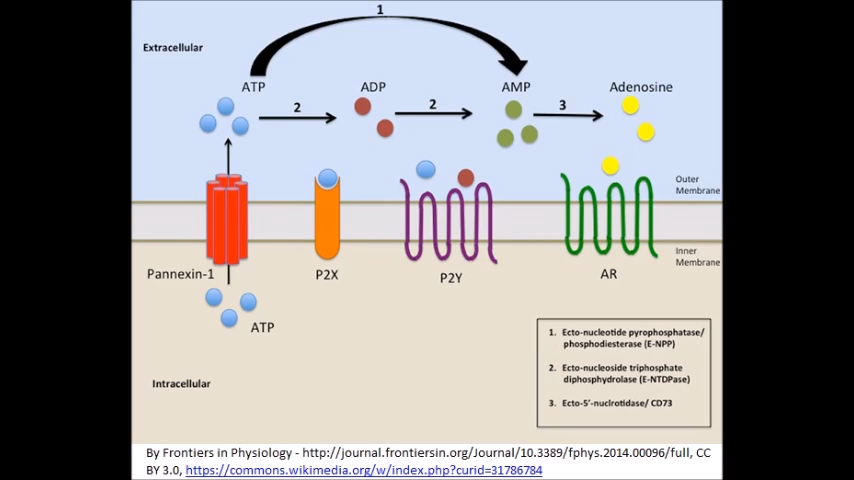 1
Extracellular
ATP
ADP
AMP
Adenosine
2
2
3
Outer
Membrane
Inner
Membrane
Pannexin-1
P2X
P2Y
AR
ATP
Intracellular
1. Ecto-nucleotide pyrophosphatase/
phosphodiesterase (E-NPP)
2. Ecto-nucleoside triphosphate
diphosphydrolase (E-NTDPase)
3. Ecto-5'-nuclrotidase/ CD73
By Frontiers in Physiology - http://journal.frontiersin.org/Journal/10.3389/fphys.2014.00096/full, CC
BY 3.0, https://commons.wikimedia.org/w/index.php?curid=31786784